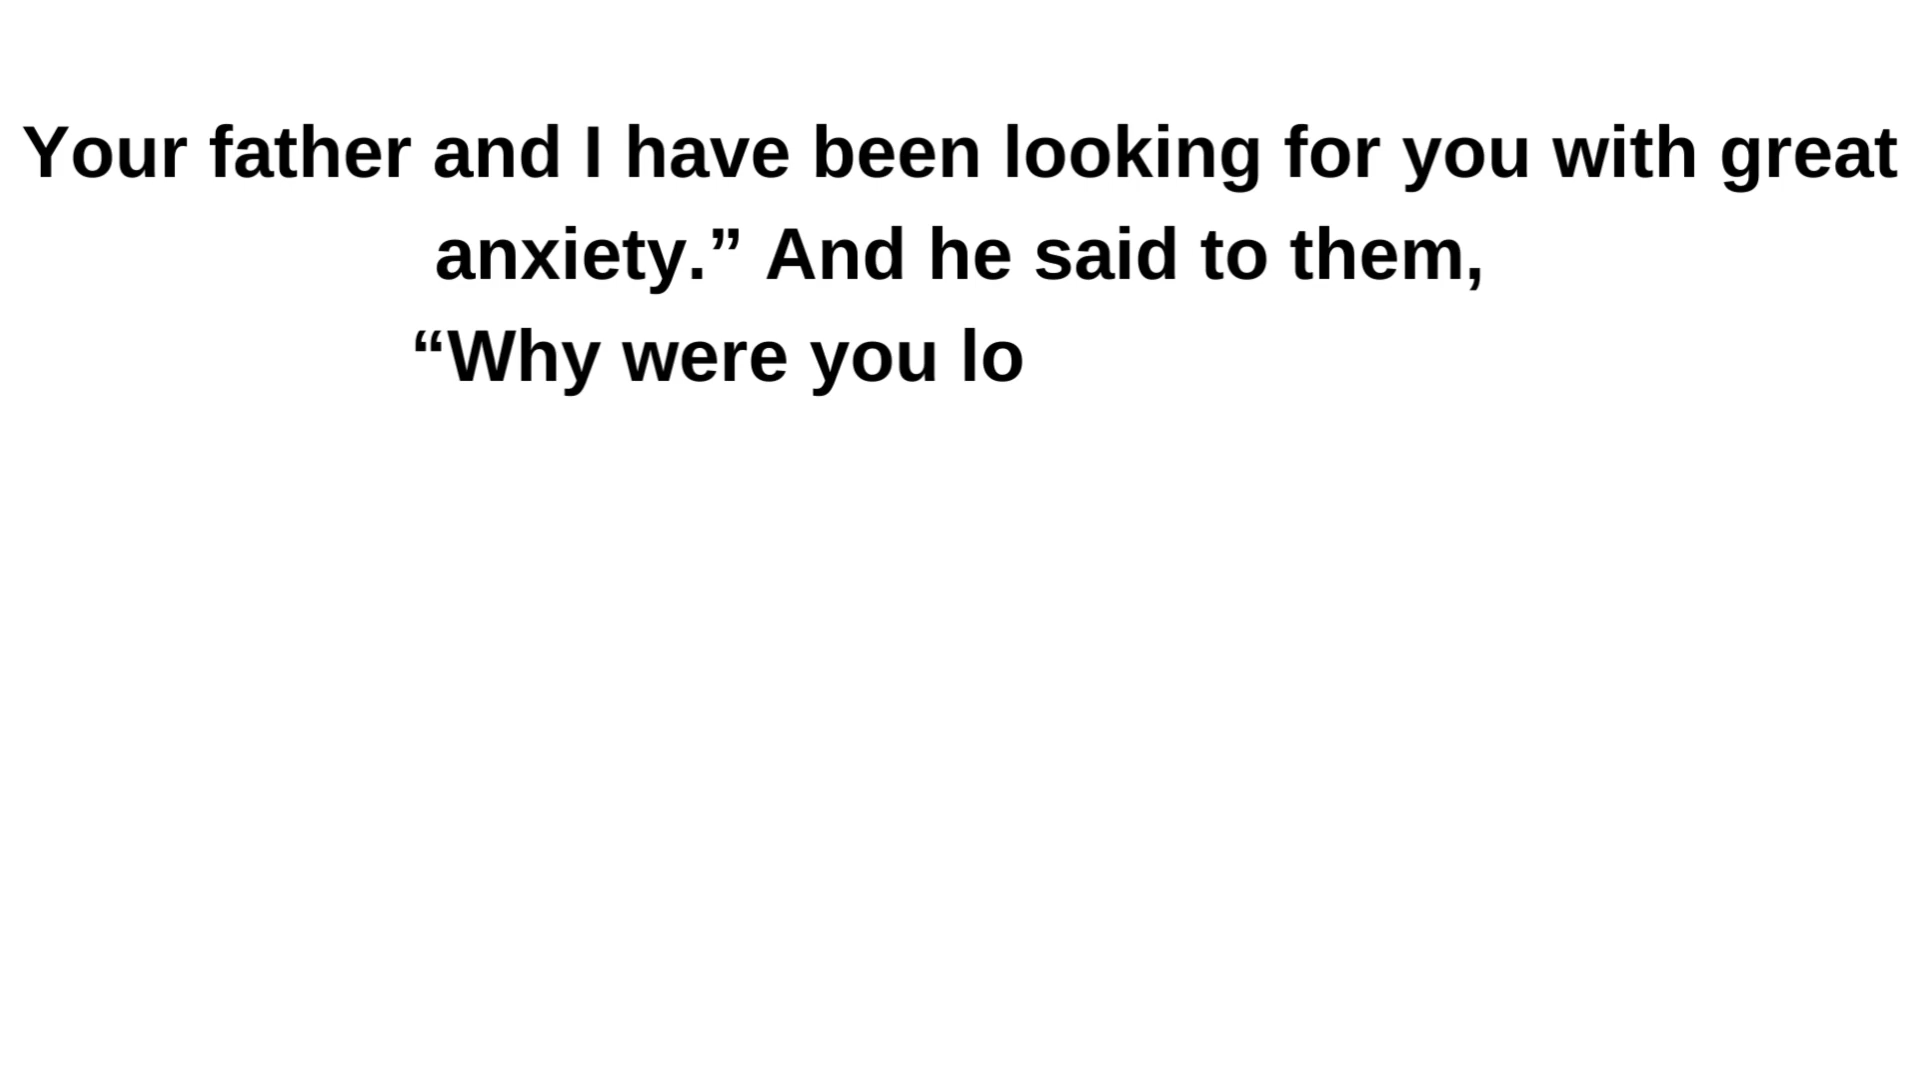 Your father and I have been looking for you with great
anxiety.” And he said to them,
“Why were you lo